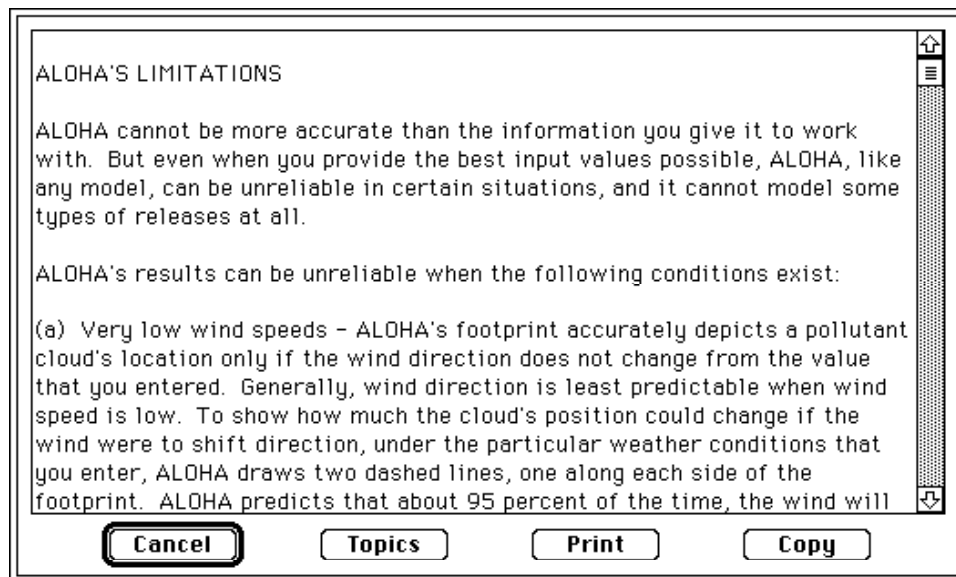 ALOHA'S LIMITATIONS
ALOHA cannot be more accurate than the information you give it to work
with.  But even when you provide the best input values possible, ALOHA, like
any model, can be unreliable in certain situations, and it cannot model some
types of releases at all.
ALOHA's results can be unreliable when the following conditions exist:
(a)  Very low wind speeds - ALOHA's footprint accurately depicts a pollutant
cloud's location only if the wind direction does not change from the value
that you entered.  Generally, wind direction is least predictable when wind
speed is low.  To show how much the cloud's position could change if the
wind were to shift direction, under the particular weather conditions that
you enter, ALOHA draws two dashed lines, one along each side of the
footprint.  ALOHA predicts that about 95 percent of the time, the wind will
Cancel Topics Print Copy